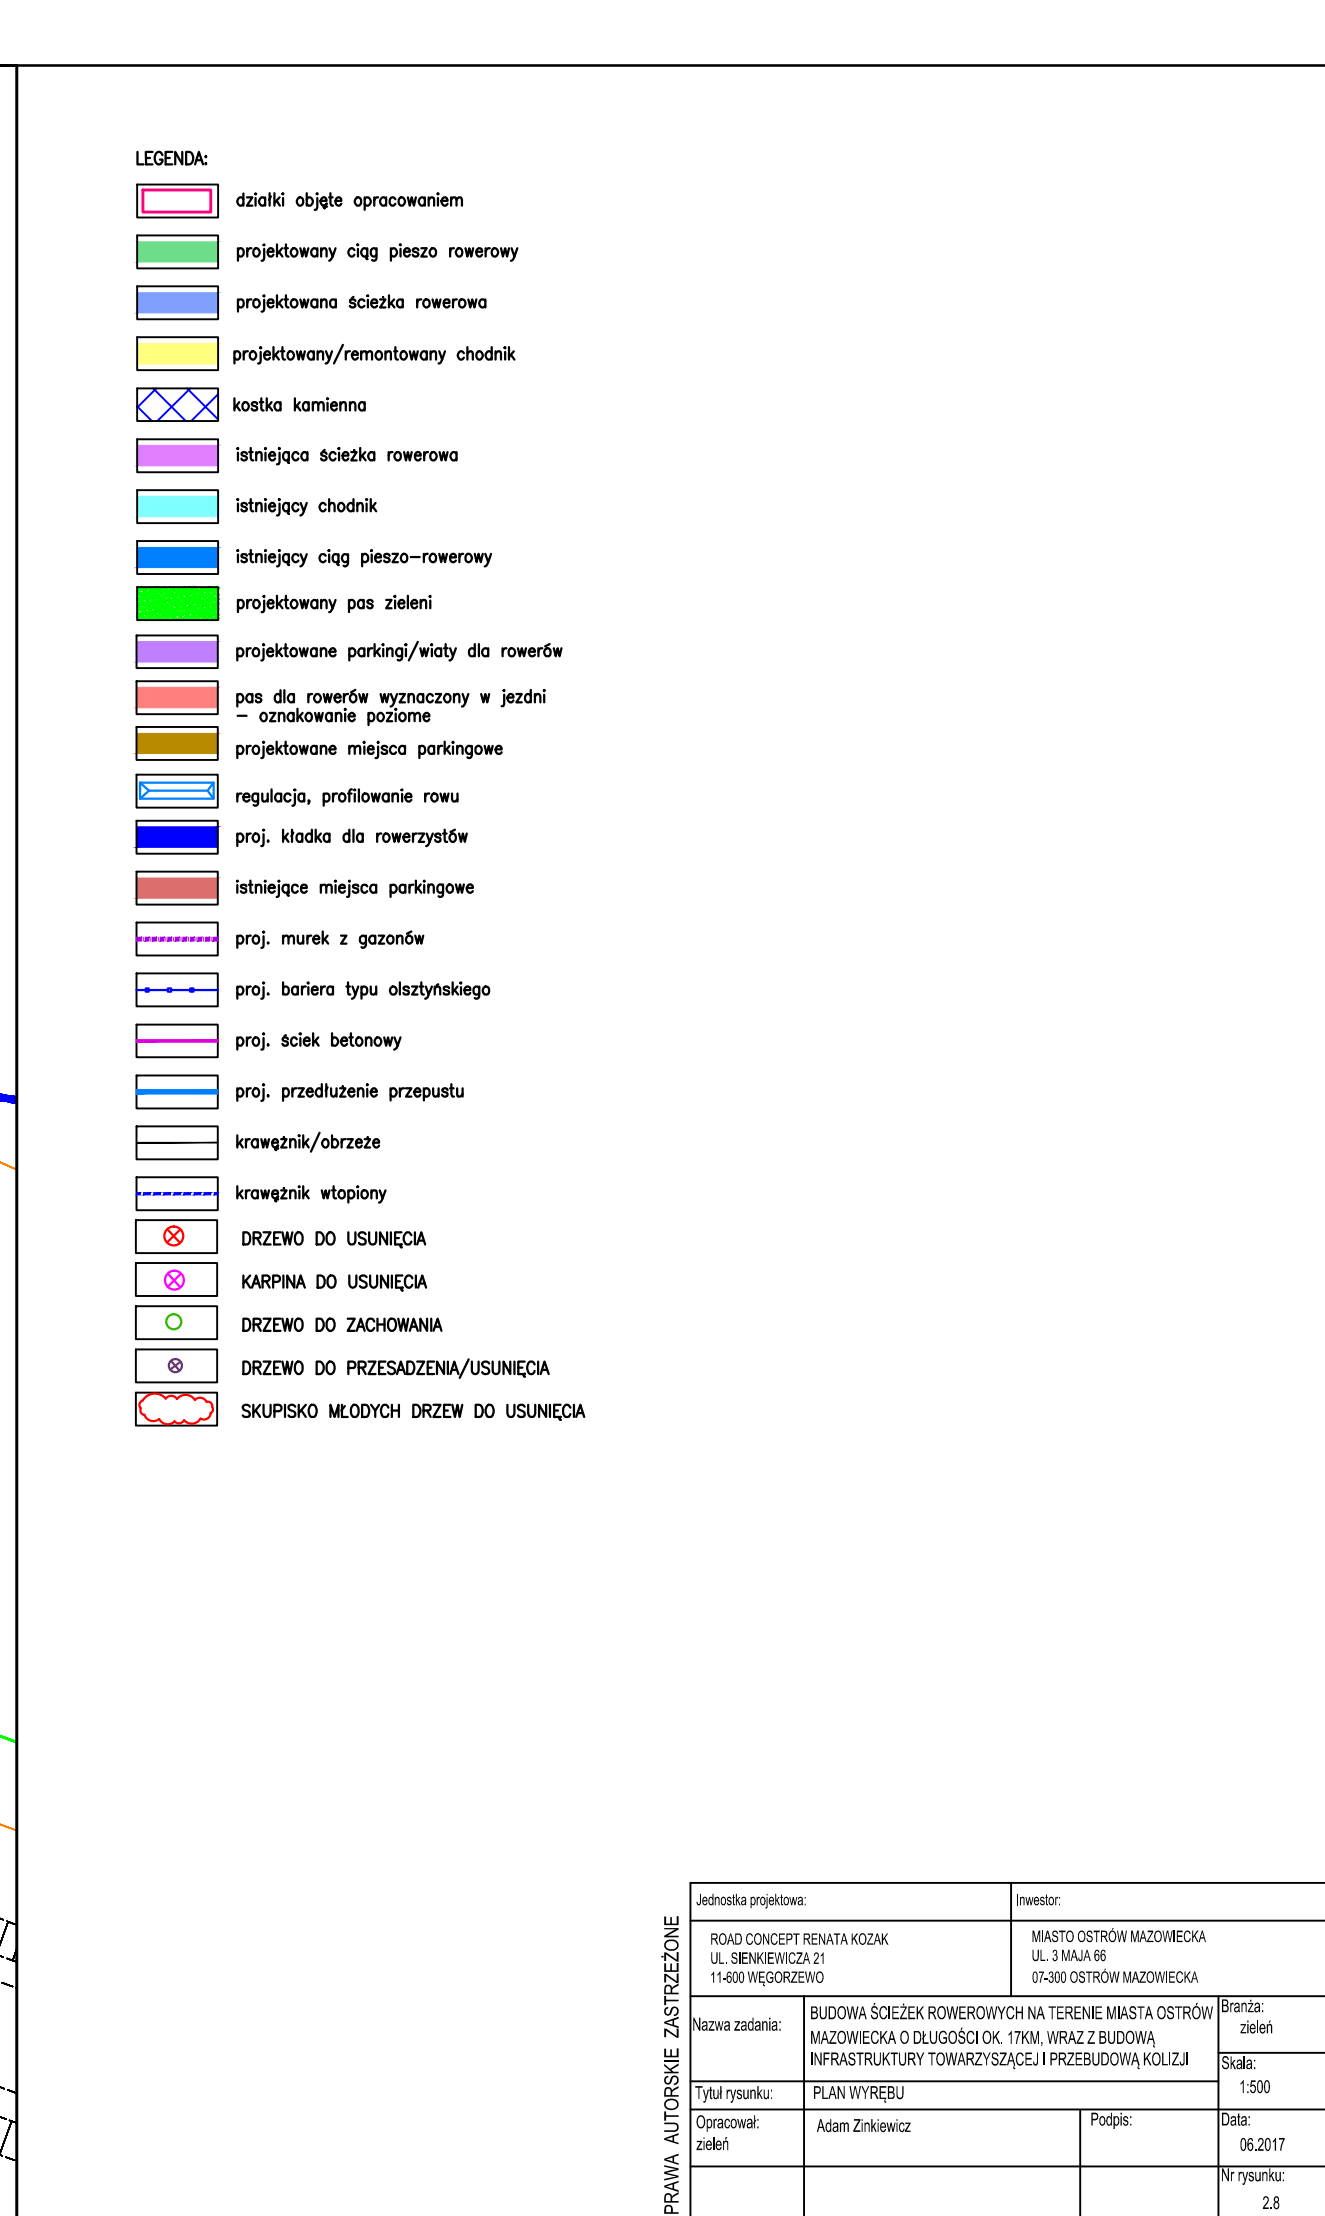 LEGENDA:
działki objęte opracowaniem
projektowany ciąg pieszo rowerowy
projektowana ścieżka rowerowa
projektowany/remontowany chodnik
kostka kamienna
istniejąca ścieżka rowerowa
istniejący chodnik
istniejący ciąg pieszo-rowerowy
projektowany pas zieleni
projektowane parkingi/wiaty dla rowerów
pas dla rowerów wyznaczony w jezdni
- oznakowanie poziome
projektowane miejsca parkingowe
regulacja, profilowanie rowu
proj. kładka dla rowerzystów
istniejące miejsca parkingowe
proj. murek z gazonów
proj. bariera typu olsztyńskiego
proj. ściek betonowy
proj. przedłużenie przepustu
krawężnik/obrzeże
krawężnik wtopiony
DRZEWO DO USUNIĘCIA
KARPINA DO USUNIĘCIA
DRZEWO DO ZACHOWANIA
DRZEWO DO PRZESADZENIA/USUNIĘCIA
SKUPISKO MŁODYCH DRZEW DO USUNIĘCIA
PRAWA AUTORSKIE ZASTRZEŻONE
Jednostka projektowa:
ROAD CONCEPT RENATA KOZAK
UL. SIENKIEWICZA 21
11-600 WĘGORZEWO
Inwestor:
MIASTO OSTRÓW MAZOWIECKA
UL. 3 MAJA 66
07-300 OSTRÓW MAZOWIECKA
Nazwa zadania:
BUDOWA ŚCIEŻEK ROWEROWYCH NA TERENIE MIASTA OSTRÓW
MAZOWIECKA O DŁUGOŚCI OK. 17KM, WRAZ Z BUDOWĄ
INFRASTRUKTURY TOWARZYSZĄCEJ I PRZEBUDOWĄ KOLIZJI
Branża:
zieleń
Skala:
1:500
Tytuł rysunku:
PLAN WYRĘBU
Opracował:
zieleń
Adam Zinkiewicz
Podpis:
Data:
06.2017
Nr rysunku:
2.8